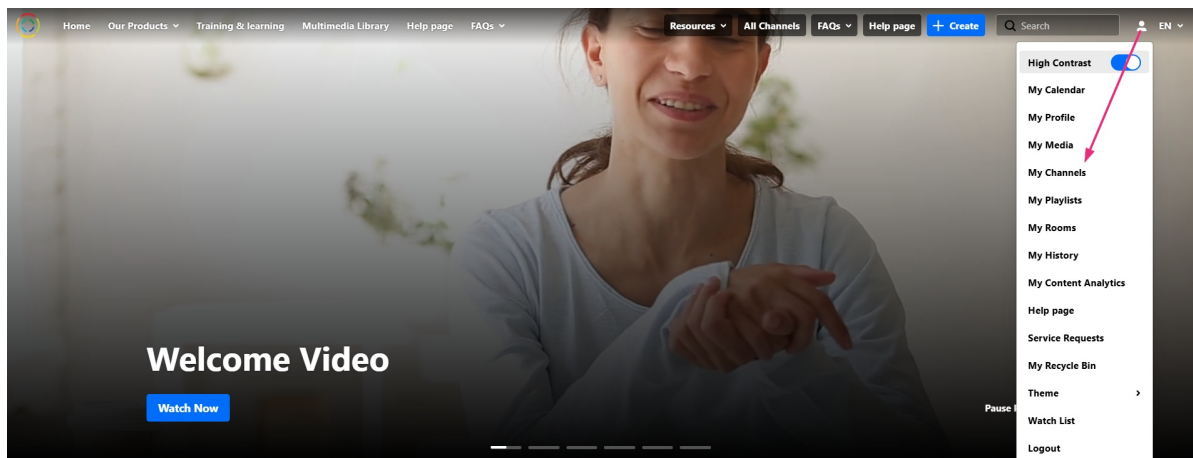 Home Our Products Training & learning Multimedia Library Help page FAQs Resources All Channels FAQs Help page + Create Search EN
High Contrast
My Calendar
My Profile
My Media
My Channels
My Playlists
My Rooms
My History
My Content Analytics
Help page
Service Requests
My Recycle Bin
Theme
Watch List
Logout
Welcome Video
Watch Now
Pause